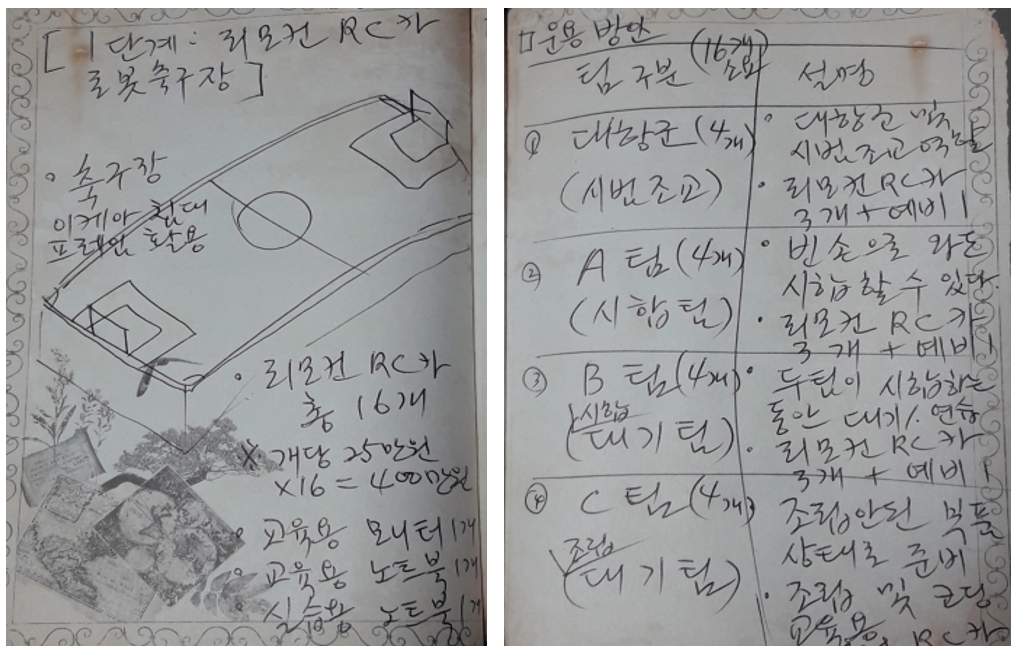 [ 1단계: 리모컨 RC카
로봇축구장 ]
• 축구장
이케아 침대
프레임 활용
• 리모컨 RC카
총 16개
※ 개당 25만원
×16 = 400만원
• 교육용 모니터 1개
• 교육용 노트북 1개
• 실습용 노트북 1개
□ 운용 방안
팀 구분 (16개 소요) 설명
① 대항군 (4개)
(시범조교)
• 대항군 및
시범조교 역할
• 리모컨 RC카
3개 + 예비 1
② A 팀 (4개)
(시합팀)
• 빈손으로 와도
시합할 수 있다.
• 리모컨 RC카
3개 + 예비 1
③ B 팀 (4개)
(시합 대기팀)
• 두팀이 시합하는
동안 대기/연습
• 리모컨 RC카
3개 + 예비 1
④ C 팀 (4개)
(조립 대기팀)
조립안된 부품
상태로 준비
• 조립 및 코딩
교육용 RC카